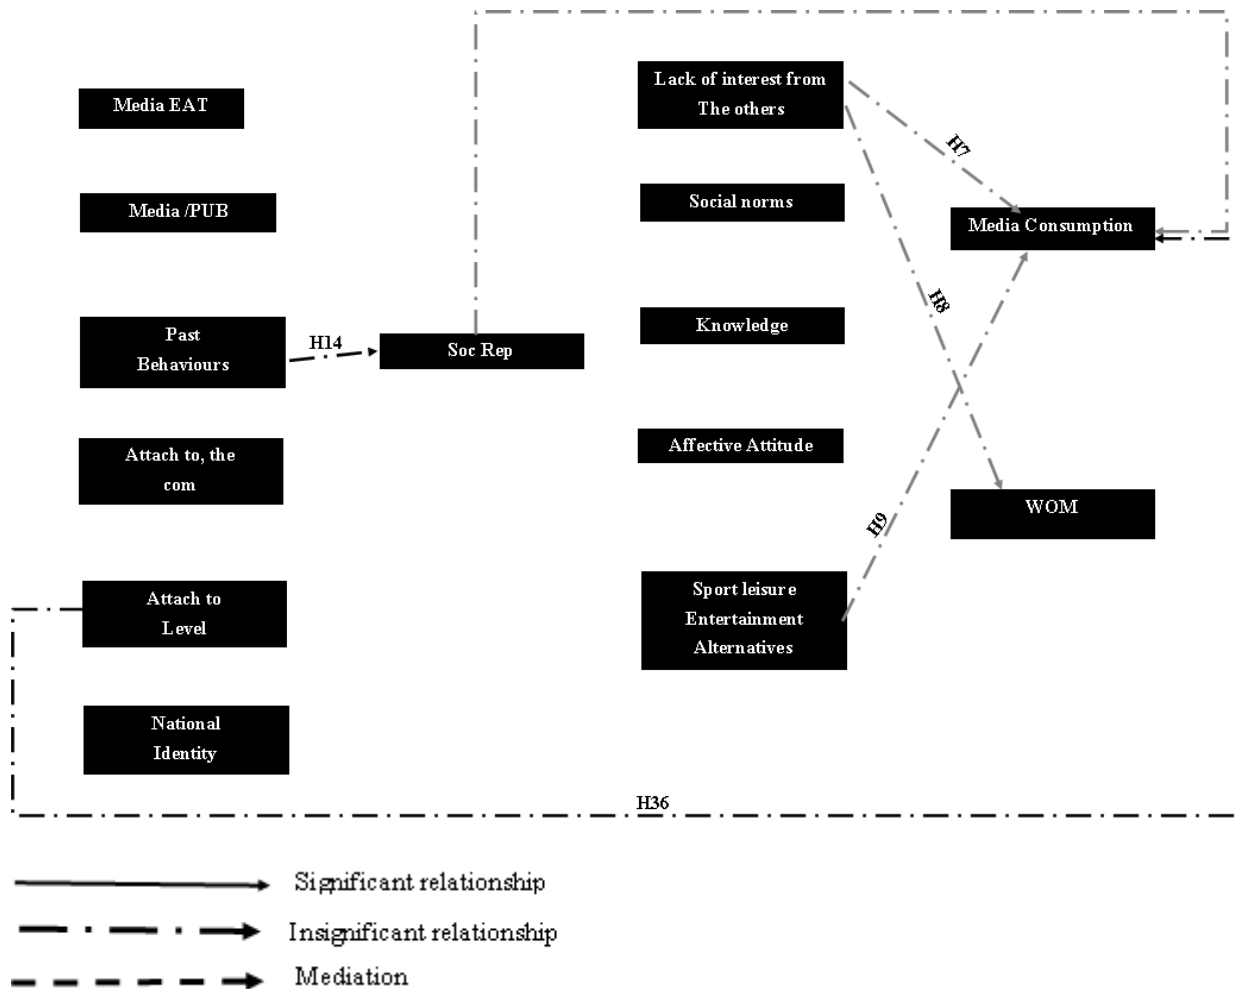 Media EAT
Media /PUB
Past
Behaviours
Attach to, the
com
Attach to
Level
National
Identity
H14
Soc Rep
Lack of interest from
The others
Social norms
Knowledge
Affective Attitude
Sport leisure
Entertainment
Alternatives
H7
H8
H9
Media Consumption
WOM
H36
Significant relationship
Insignificant relationship
Mediation